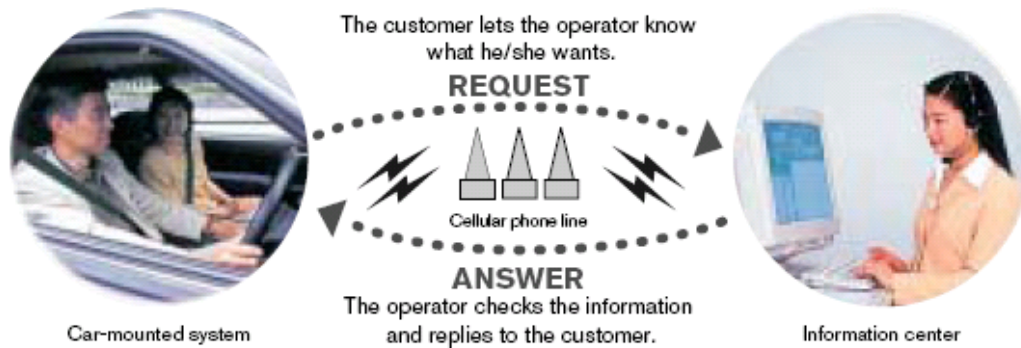 The customer lets the operator know
what he/she wants.
REQUEST
Cellular phone line
ANSWER
The operator checks the information
and replies to the customer.
Car-mounted system
Information center